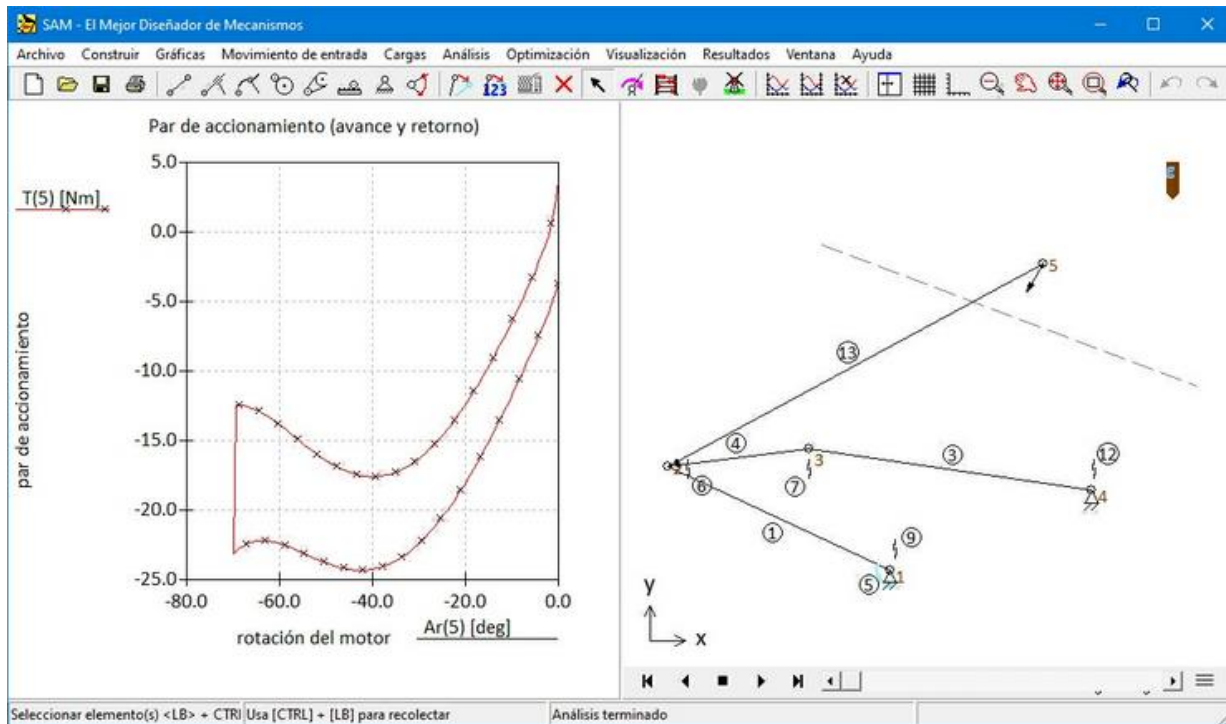 SAM - El Mejor Diseñador de Mecanismos
Archivo Construir Gráficas Movimiento de entrada Cargas Análisis Optimización Visualización Resultados Ventana Ayuda
123
Par de accionamiento (avance y retorno)
T(5) [Nm]
par de accionamiento
5.0
0.0
-5.0
-10.0
-15.0
-20.0
-25.0
-80.0 -60.0 -40.0 -20.0 0.0
rotación del motor
Ar(5) [deg]
5
13
4
3
3
12
6
7
4
1
9
5
1
y
x
Seleccionar elemento(s) <LB> + CTRI Usa [CTRL] + [LB] para recolectar Análisis terminado